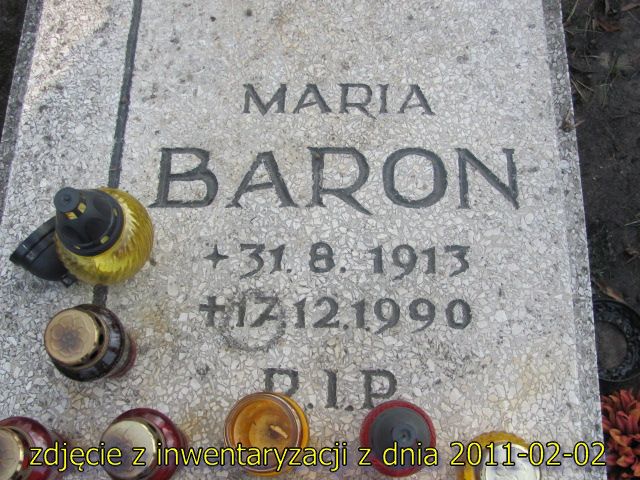 MARIA
BARON
+31. 8. 1913
†17.12.1990
R.I.P.
zdjęcie z inwentaryzacji z dnia 2011-02-02